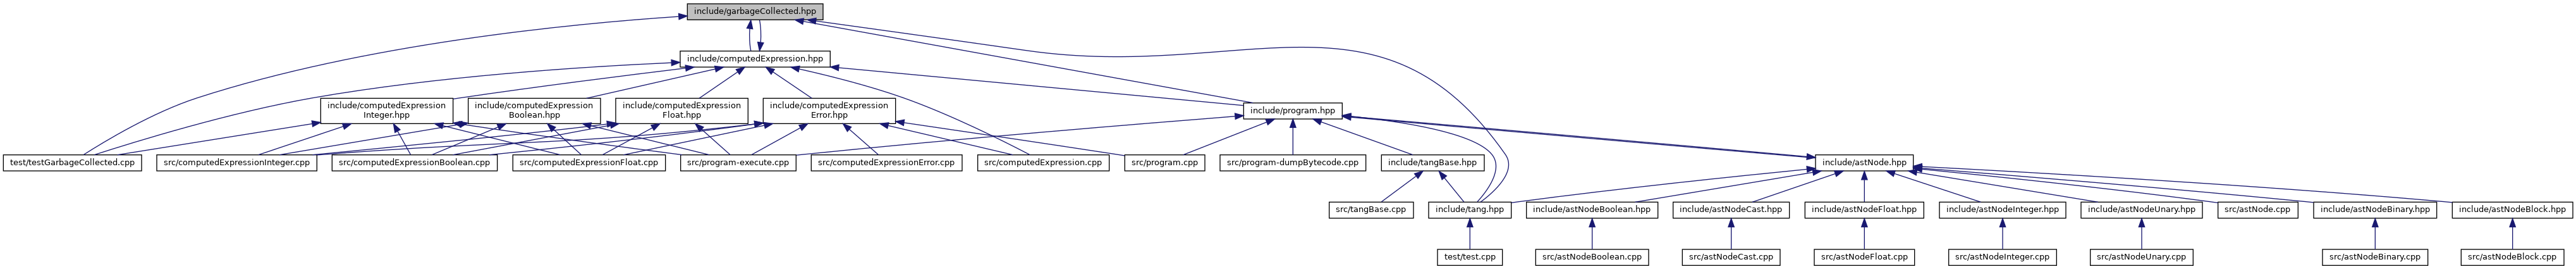 include/garbageCollected.hpp
include/computedExpression.hpp
include/computedExpression
Integer.hpp
include/computedExpression
Boolean.hpp
include/computedExpression
Float.hpp
include/computedExpression
Error.hpp
include/program.hpp
test/testGarbageCollected.cpp
src/computedExpressionInteger.cpp
src/computedExpressionBoolean.cpp
src/computedExpressionFloat.cpp
src/program-execute.cpp
src/computedExpressionError.cpp
src/computedExpression.cpp
src/program.cpp
src/program-dumpBytecode.cpp
include/tangBase.hpp
include/astNode.hpp
src/tangBase.cpp
include/tang.hpp
include/astNodeBoolean.hpp
include/astNodeCast.hpp
include/astNodeFloat.hpp
include/astNodeInteger.hpp
include/astNodeUnary.hpp
src/astNode.cpp
include/astNodeBinary.hpp
include/astNodeBlock.hpp
test/test.cpp
src/astNodeBoolean.cpp
src/astNodeCast.cpp
src/astNodeFloat.cpp
src/astNodeInteger.cpp
src/astNodeUnary.cpp
src/astNodeBinary.cpp
src/astNodeBlock.cpp